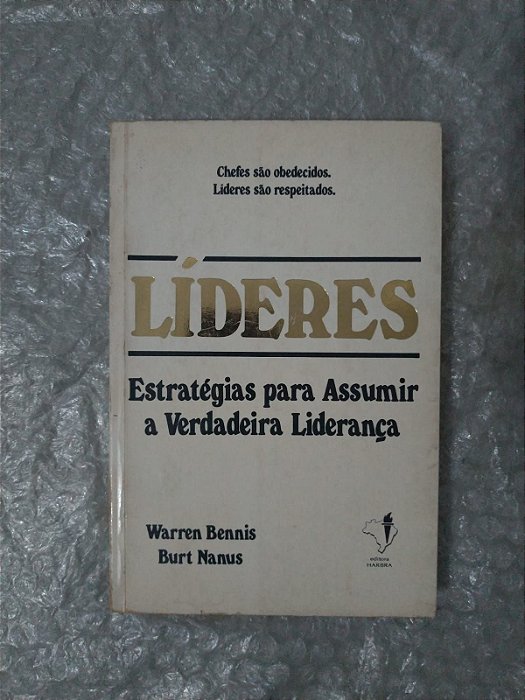 Chefes são obedecidos.
Líderes são respeitados.
LÍDERES
Estratégias para Assumir
a Verdadeira Liderança
Warren Bennis
Burt Nanus
editora
HARBRA